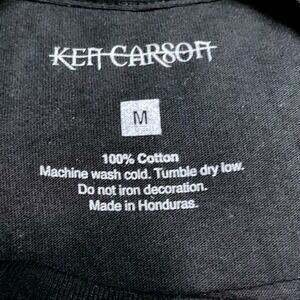 KEN CARSON
M
100% Cotton
Machine wash cold. Tumble dry low.
Do not iron decoration.
Made in Honduras.